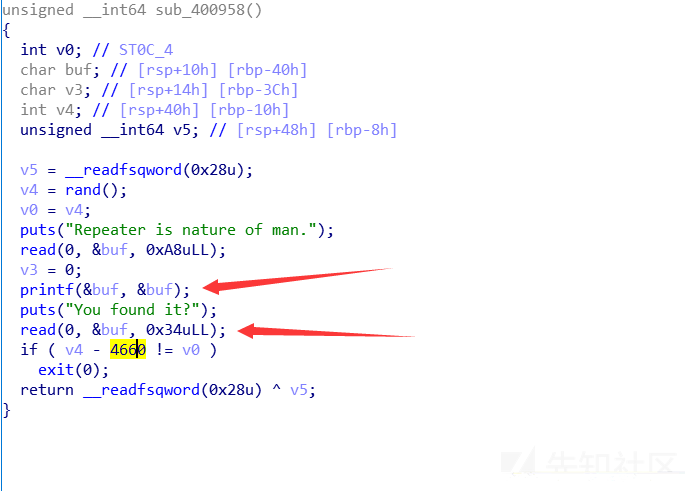 unsigned __int64 sub_400958()
{
  int v0; // ST0C_4
  char buf; // [rsp+10h] [rbp-40h]
  char v3; // [rsp+14h] [rbp-3Ch]
  int v4; // [rsp+40h] [rbp-10h]
  unsigned __int64 v5; // [rsp+48h] [rbp-8h]

  v5 = __readfsqword(0x28u);
  v4 = rand();
  v0 = v4;
  puts("Repeater is nature of man.");
  read(0, &buf, 0xA8uLL);
  v3 = 0;
  printf(&buf, &buf);
  puts("You found it?");
  read(0, &buf, 0x34uLL);
  if ( v4 - 4660 != v0 )
    exit(0);
  return __readfsqword(0x28u) ^ v5;
}
先知社区